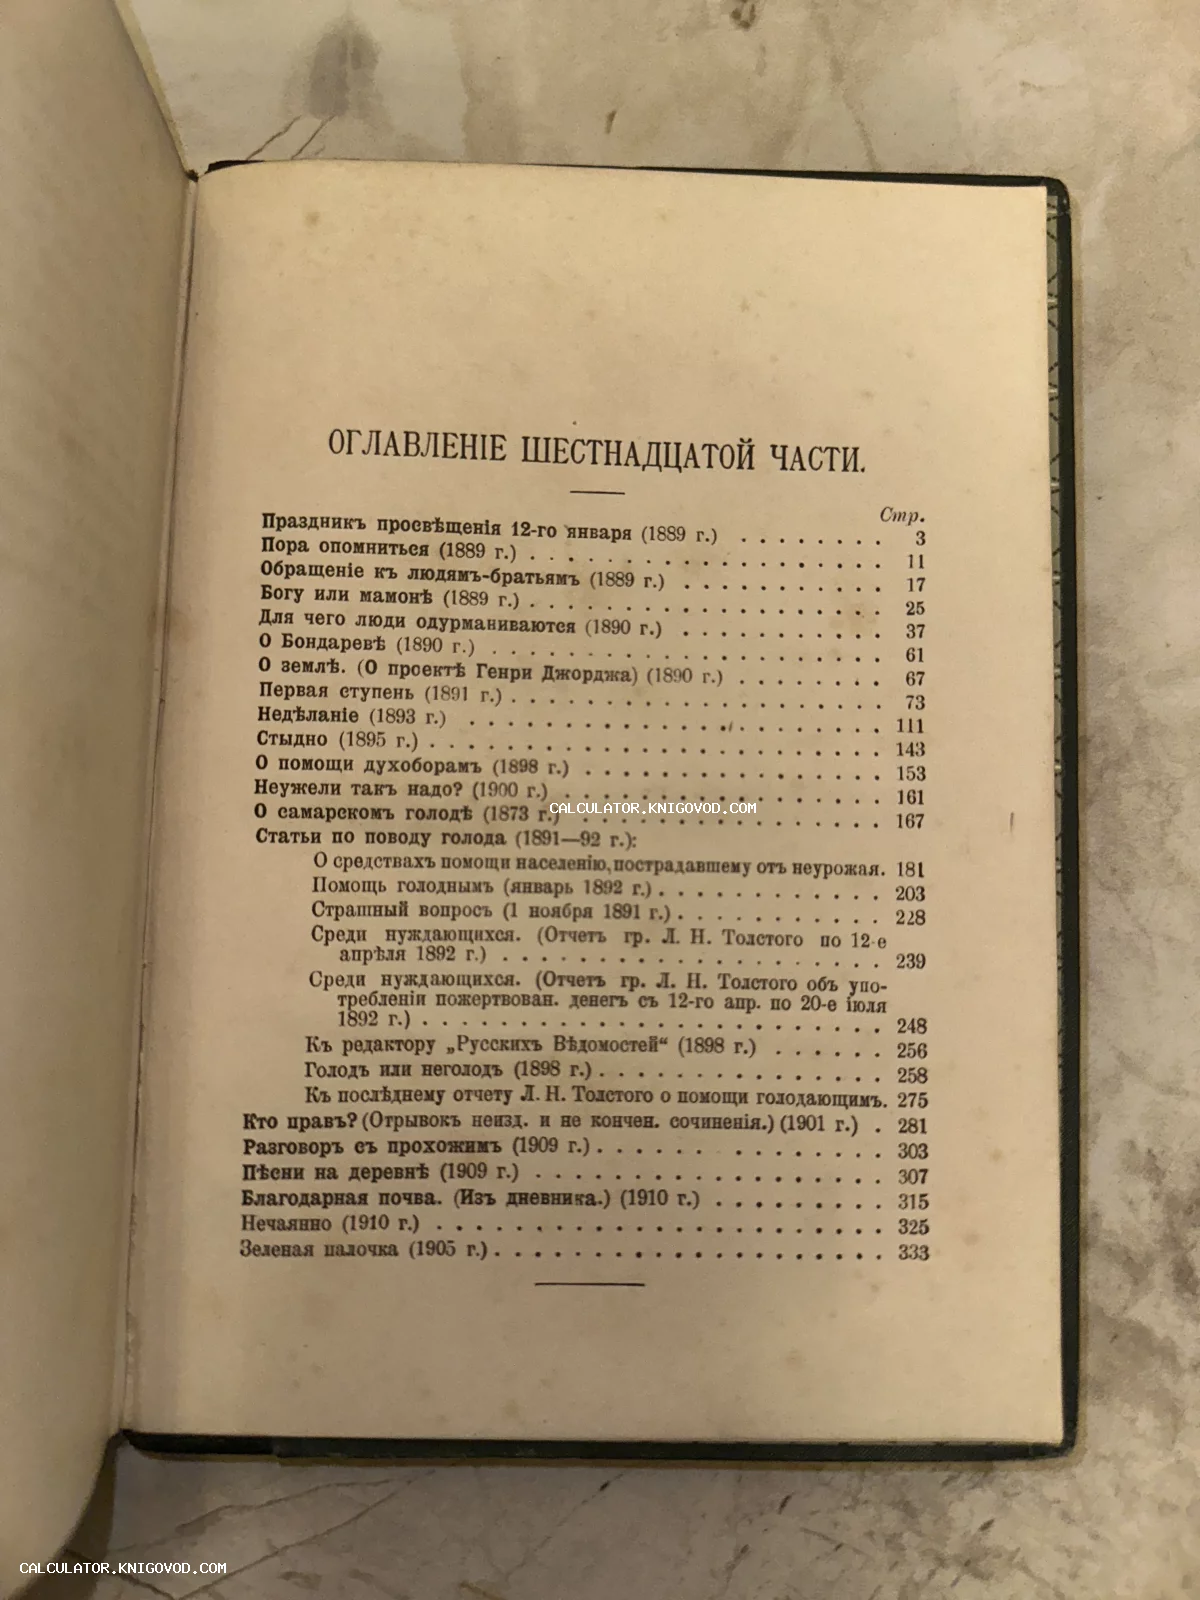 ОГЛАВЛЕНІЕ ШЕСТНАДЦАТОЙ ЧАСТИ.
Стр.
Праздникъ просвѣщенія 12-го января (1889 г.) . . . . . . . . 3
Пора опомниться (1889 г.) . . . . . . . . . . . . . . . . . . 11
Обращеніе къ людямъ-братьямъ (1889 г.) . . . . . . . . . . . 17
Богу или мамонѣ (1889 г.) . . . . . . . . . . . . . . . . . . 25
Для чего люди одурманиваются (1890 г.) . . . . . . . . . . . 37
О Бондаревѣ (1890 г.) . . . . . . . . . . . . . . . . . . . . 61
О землѣ. (О проектѣ Генри Джорджа) (1890 г.) . . . . . . . . 67
Первая ступень (1891 г.) . . . . . . . . . . . . . . . . . . . 73
Недѣланіе (1893 г.) . . . . . . . . . . . . . . . . . . . . . 111
Стыдно (1895 г.) . . . . . . . . . . . . . . . . . . . . . . . 143
О помощи духоборамъ (1898 г.) . . . . . . . . . . . . . . . . 153
Неужели такъ надо? (1900 г.) . . . . . . . . . . . . . . . . . 161
CALCULATOR.KNIGOVOD.COM
О самарскомъ голодѣ (1873 г.) . . . . . . . . . . . . . . . . 167
Статьи по поводу голода (1891—92 г.):
О средствахъ помощи населенію, пострадавшему отъ неурожая. 181
Помощь голоднымъ (январь 1892 г.) . . . . . . . . . . . . 203
Страшный вопросъ (1 ноября 1891 г.) . . . . . . . . . . . 228
Среди нуждающихся. (Отчетъ гр. Л. Н. Толстого по 12-е
апрѣля 1892 г.) . . . . . . . . . . . . . . . . . . . . 239
Среди нуждающихся. (Отчетъ гр. Л. Н. Толстого объ упо-
требленіи пожертвован. денегъ съ 12-го апр. по 20-е іюля
1892 г.) . . . . . . . . . . . . . . . . . . . . . . . . 248
Къ редактору „Русскихъ Вѣдомостей“ (1898 г.) . . . . . . 256
Голодъ или неголодъ (1898 г.) . . . . . . . . . . . . . . . 258
Къ послѣднему отчету Л. Н. Толстого о помощи голодающимъ. 275
Кто правъ? (Отрывокъ неизд. и не кончен. сочиненія.) (1901 г.) . 281
Разговоръ съ прохожимъ (1909 г.) . . . . . . . . . . . . . . . 303
Пѣсни на деревнѣ (1909 г.) . . . . . . . . . . . . . . . . . . 307
Благодарная почва. (Изъ дневника.) (1910 г.) . . . . . . . . . 315
Нечаянно (1910 г.) . . . . . . . . . . . . . . . . . . . . . . 325
Зеленая палочка (1905 г.) . . . . . . . . . . . . . . . . . . . 333
CALCULATOR.KNIGOVOD.COM